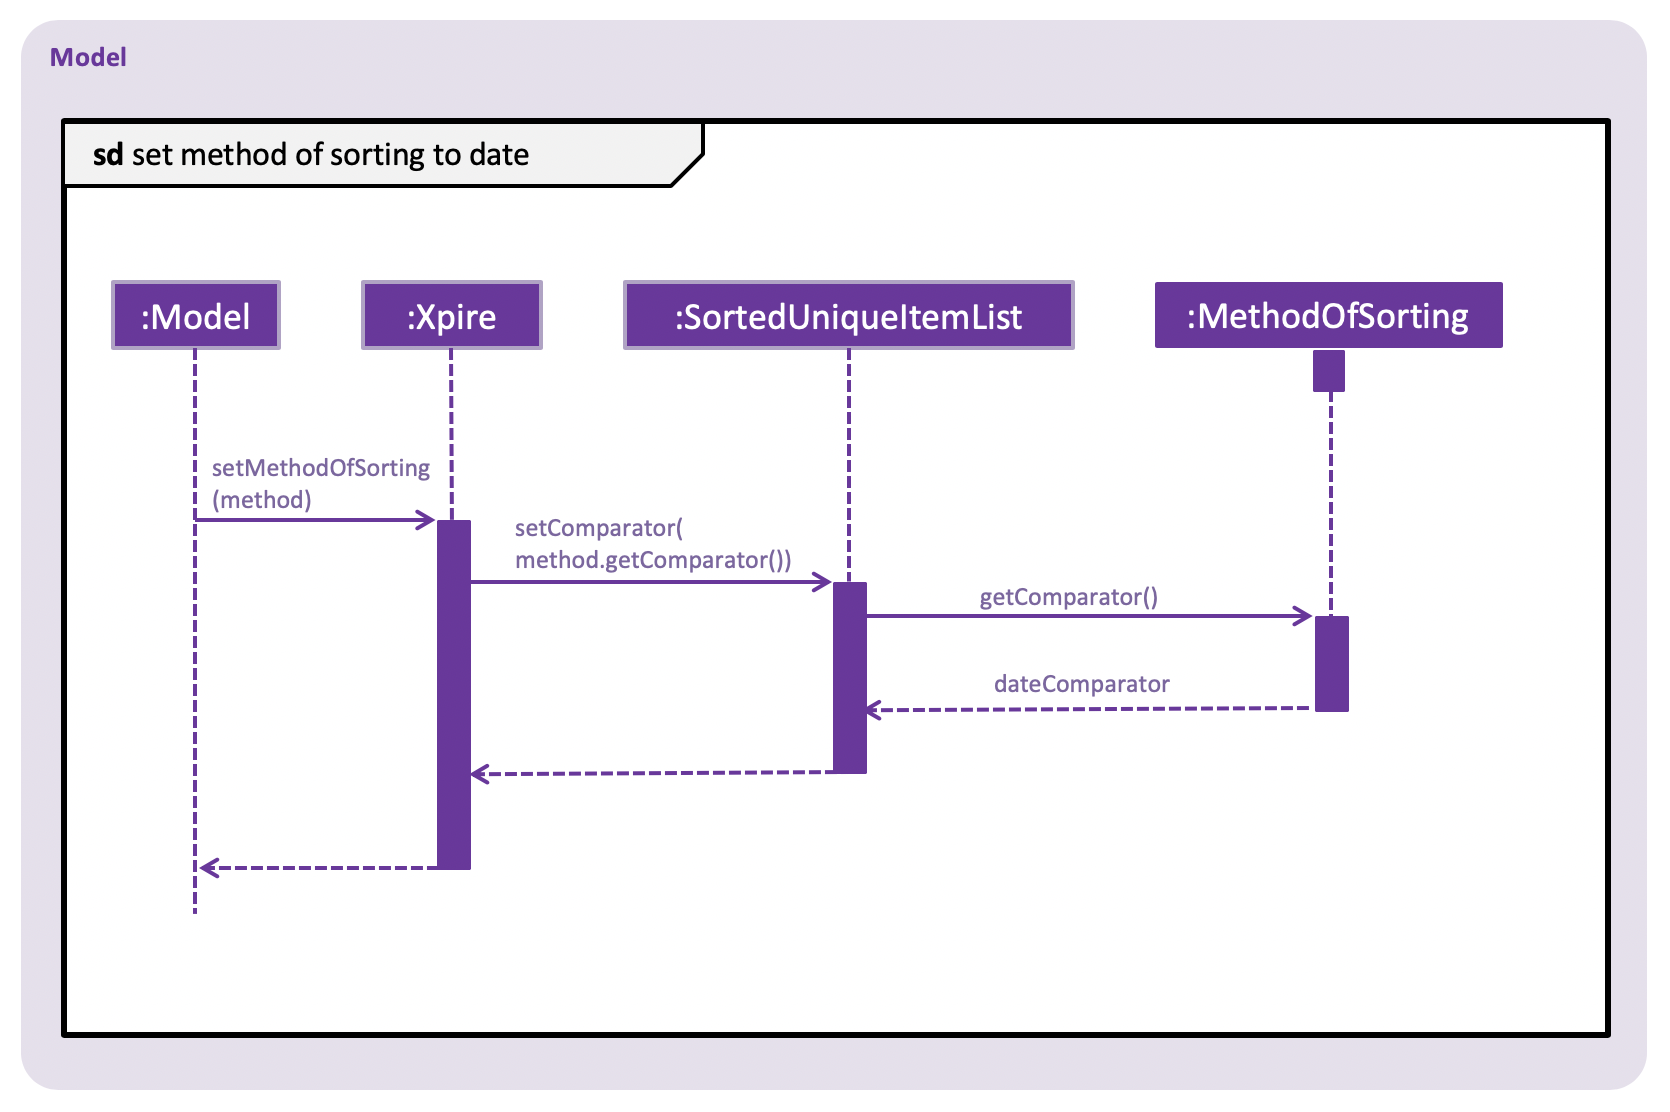 Model
sd set method of sorting to date
:Model
:Xpire
:SortedUniqueItemList
:MethodOfSorting
setMethodOfSorting
(method)
setComparator(
method.getComparator())
getComparator()
dateComparator